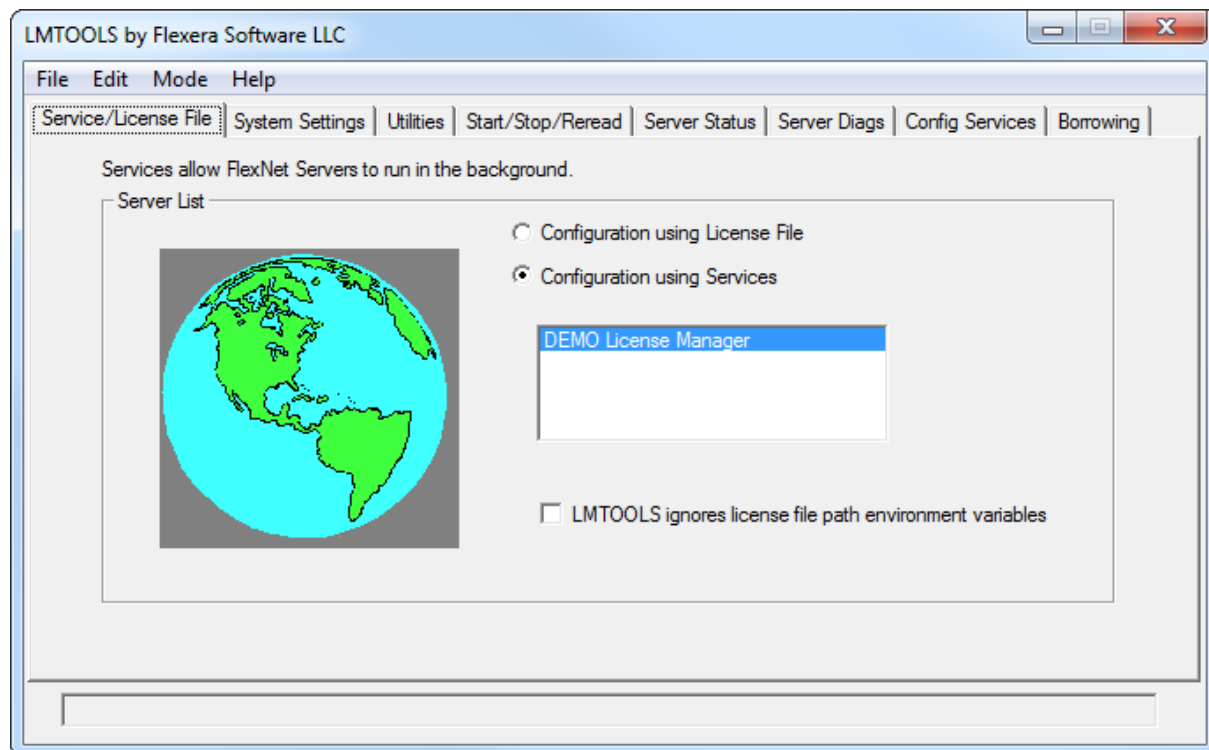 LMTOOLS by Flexera Software LLC
File Edit Mode Help
Service/License File System Settings Utilities Start/Stop/Reread Server Status Server Diags Config Services Borrowing
Services allow FlexNet Servers to run in the background.
Server List
Configuration using License File
Configuration using Services
DEMO License Manager
LMTOOLS ignores license file path environment variables